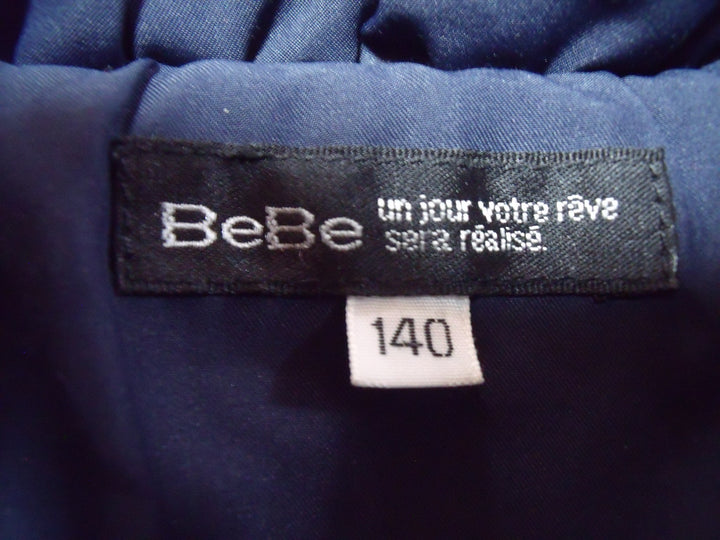 BeBe
un jour votre rêve
sera réalisé.
140